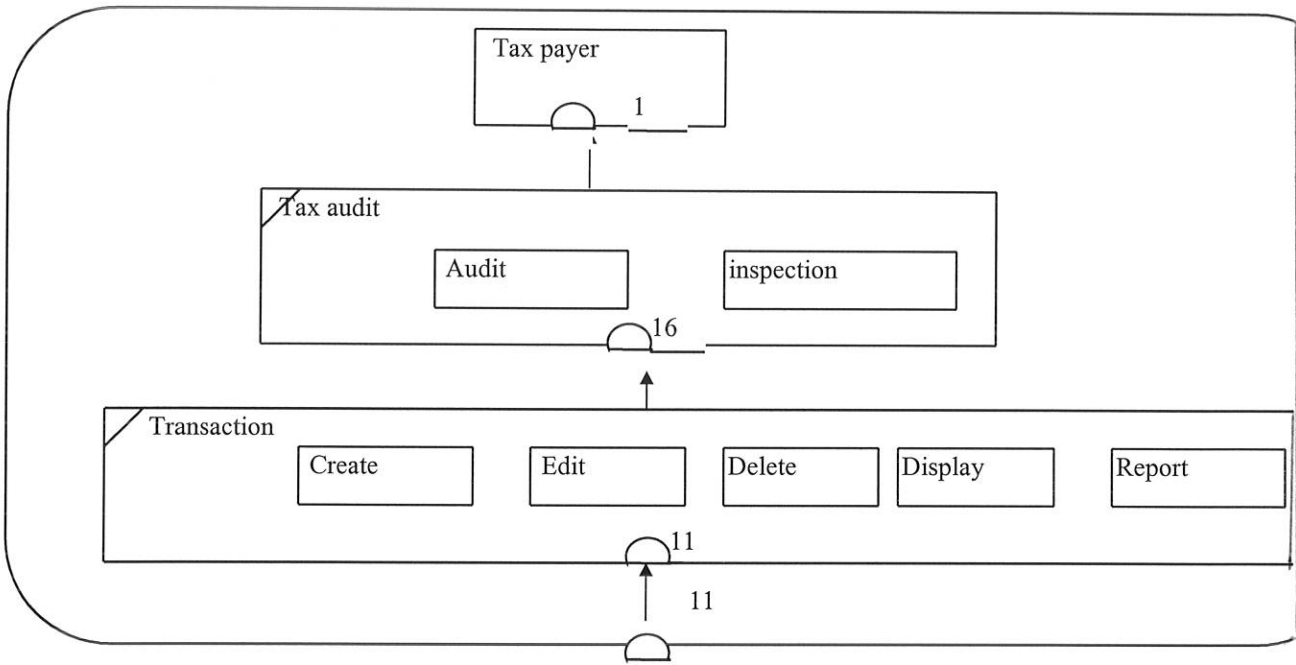 Tax payer
1
Tax audit
Audit
inspection
16
Transaction
Create
Edit
Delete
Display
Report
11
11